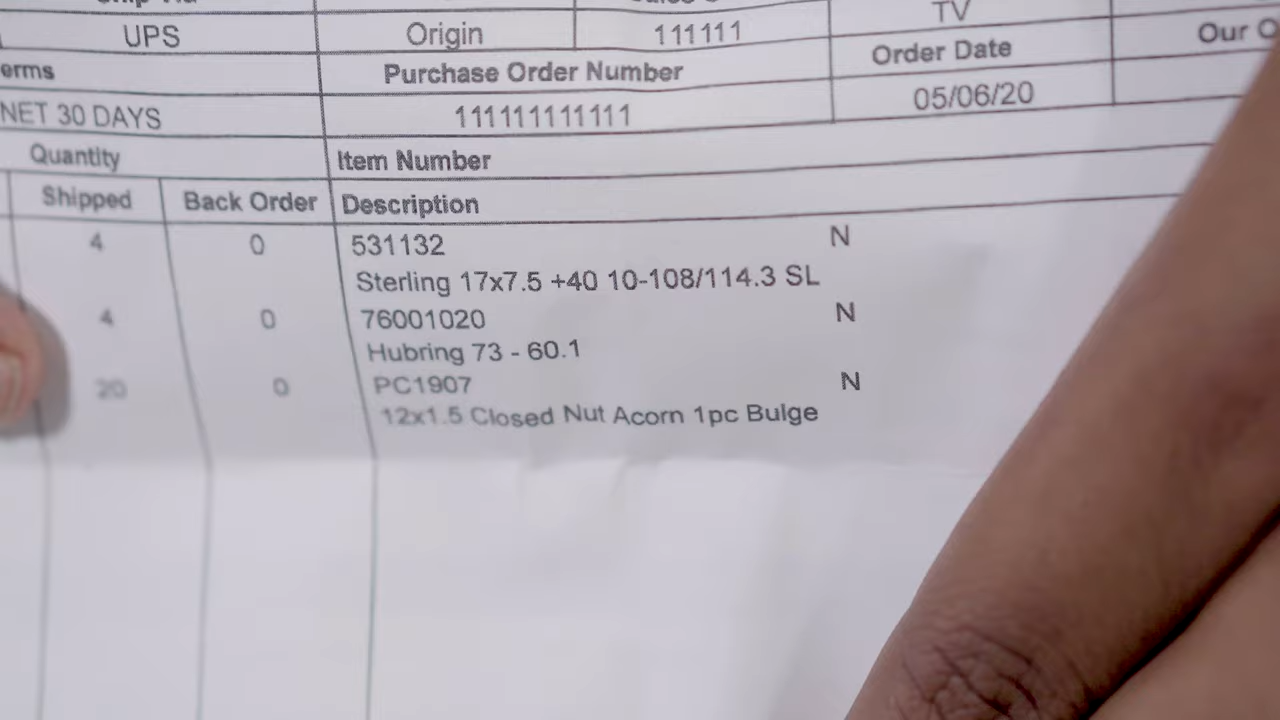 UPS Origin 111111 TV
Order Date Our
erms Purchase Order Number
NET 30 DAYS 111111111111 05/06/20
Quantity Item Number
Shipped Back Order Description
4 0 531132 N
Sterling 17x7.5 +40 10-108/114.3 SL
4 0 76001020 N
Hubring 73 - 60.1
20 0 PC1907 N
12x1.5 Closed Nut Acorn 1pc Bulge